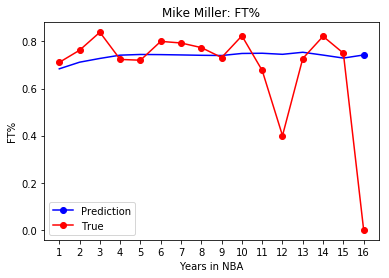 Mike Miller: FT%
FT%
0.8
0.6
0.4
0.2
0.0
Prediction
True
1 2 3 4 5 6 7 8 9 10 11 12 13 14 15 16
Years in NBA